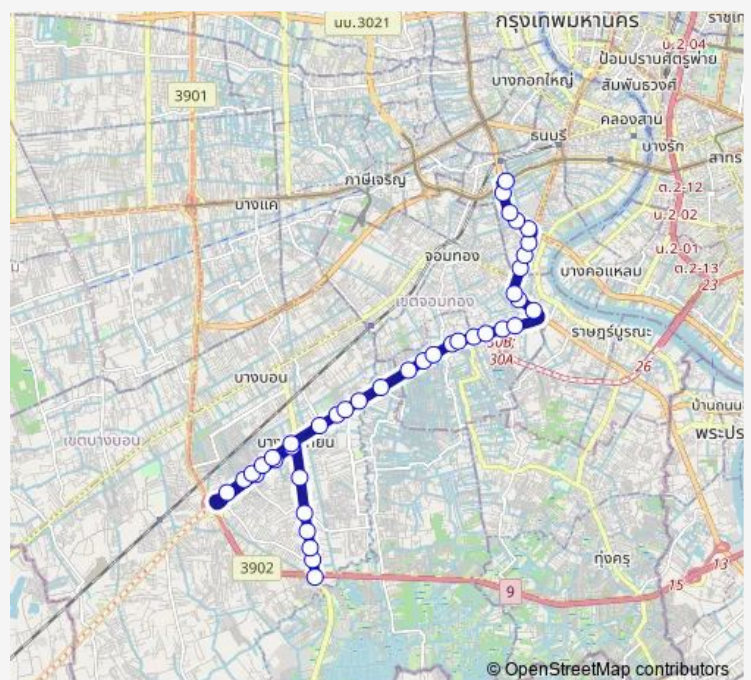 นบ.3021
กรุงเทพมหานคร
ราชเท
น.2-04
ป้อมปราบศัตรูพ่าย
3901
บางกอกใหญ่
สัมพันธวงศ์
คลองสาน
ธนบุรี
บางรัก
สาทร
ภาษีเจริญ
ต.2-12
บางแค
น.2-02
น.2-01
จอมทอง
บางคอแหลม
ต.2-13
23
เขตจอมทอง
ราษฎร์บูรณะ
30B;
30A
26
บางบอน
บ้านถนน
พระปร
เขตบางบอน
3902
ทุ่งครุ
13
15
9
© OpenStreetMap contributors